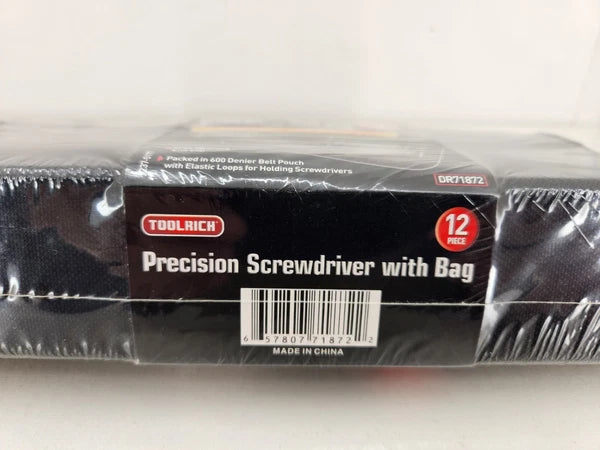 Packed in 600 Denier Belt Pouch
with Elastic Loops for Holding Screwdrivers
DR71872
TOOLRICH
12
PIECE
Precision Screwdriver with Bag
6 57807 71872 2
MADE IN CHINA